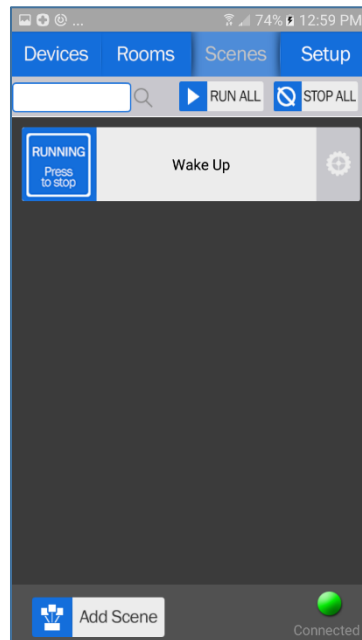 ... 74% 12:59 PM
Devices Rooms Scenes Setup
RUN ALL STOP ALL
RUNNING
Press
to stop
Wake Up
Add Scene
Connected